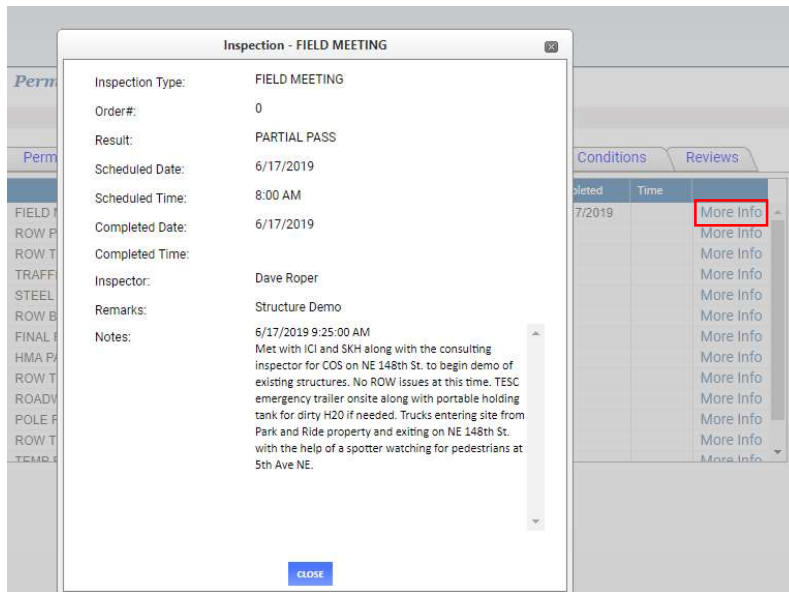 Inspection - FIELD MEETING
Perm
Inspection Type: FIELD MEETING
Order#: 0
Result: PARTIAL PASS
Scheduled Date: 6/17/2019
Scheduled Time: 8:00 AM
Completed Date: 6/17/2019
Completed Time:
Inspector: Dave Roper
Remarks: Structure Demo
Notes: 6/17/2019 9:25:00 AM
Met with ICI and SKH along with the consulting
inspector for COS on NE 148th St. to begin demo of
existing structures. No ROW issues at this time. TESC
emergency trailer onsite along with portable holding
tank for dirty H20 if needed. Trucks entering site from
Park and Ride property and exiting on NE 148th St.
with the help of a spotter watching for pedestrians at
5th Ave NE.
CLOSE
Perm Conditions Reviews
pleted Time
FIELD 7/2019 More Info
ROW P More Info
ROW T More Info
TRAFFI More Info
STEEL More Info
ROW B More Info
FINAL More Info
HMA PA More Info
ROW T More Info
ROADW More Info
POLE More Info
ROW T More Info
TEMP More Info